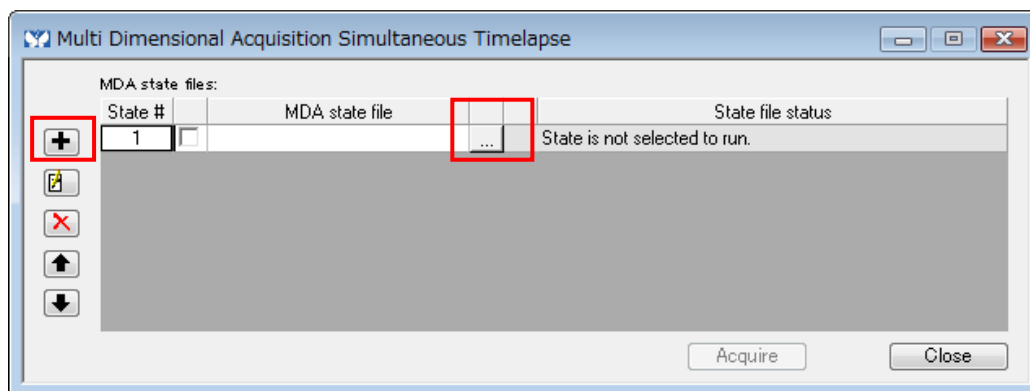 Multi Dimensional Acquisition Simultaneous Timelapse
MDA state files:
State # MDA state file State file status
1 ... State is not selected to run.
Acquire Close